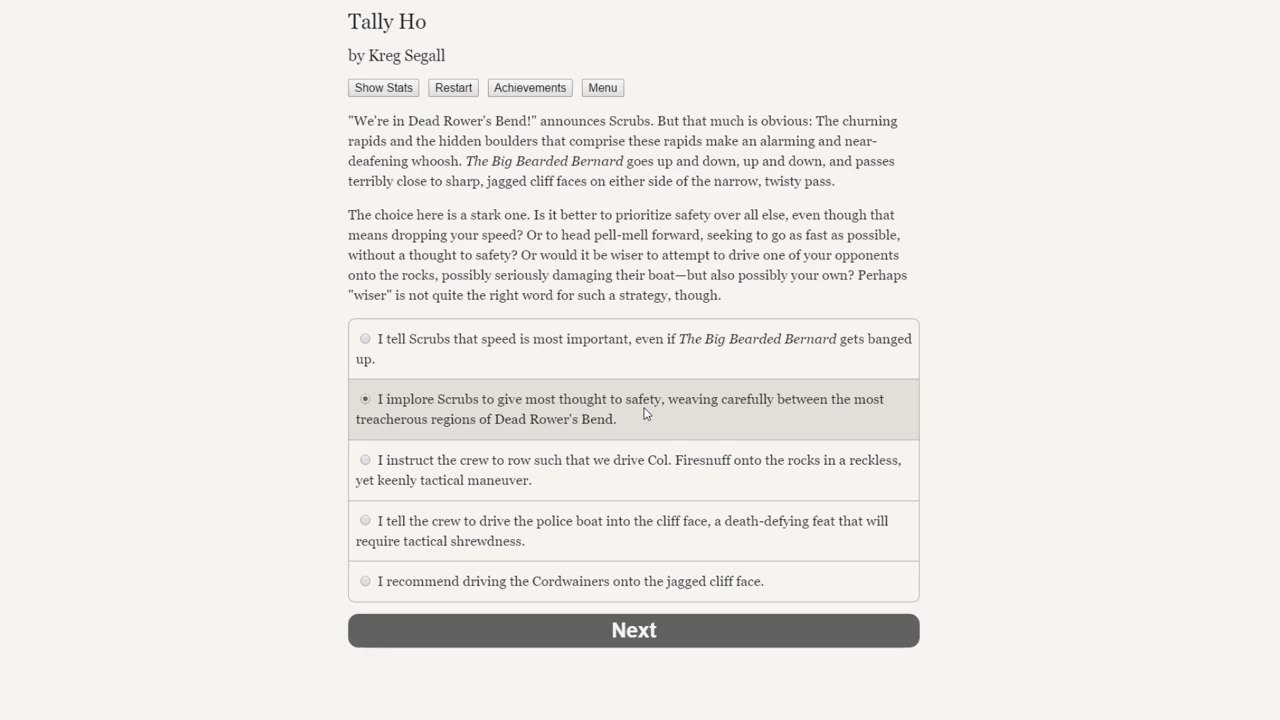 Tally Ho
by Kreg Segall
Show Stats Restart Achievements Menu
"We're in Dead Rower's Bend!" announces Scrubs. But that much is obvious: The churning
rapids and the hidden boulders that comprise these rapids make an alarming and near-
deafening whoosh. The Big Bearded Bernard goes up and down, up and down, and passes
terribly close to sharp, jagged cliff faces on either side of the narrow, twisty pass.
The choice here is a stark one. Is it better to prioritize safety over all else, even though that
means dropping your speed? Or to head pell-mell forward, seeking to go as fast as possible,
without a thought to safety? Or would it be wiser to attempt to drive one of your opponents
onto the rocks, possibly seriously damaging their boat—but also possibly your own? Perhaps
"wiser" is not quite the right word for such a strategy, though.
I tell Scrubs that speed is most important, even if The Big Bearded Bernard gets banged
up.
I implore Scrubs to give most thought to safety, weaving carefully between the most
treacherous regions of Dead Rower's Bend.
I instruct the crew to row such that we drive Col. Firesnuff onto the rocks in a reckless,
yet keenly tactical maneuver.
I tell the crew to drive the police boat into the cliff face, a death-defying feat that will
require tactical shrewdness.
I recommend driving the Cordwainers onto the jagged cliff face.
Next